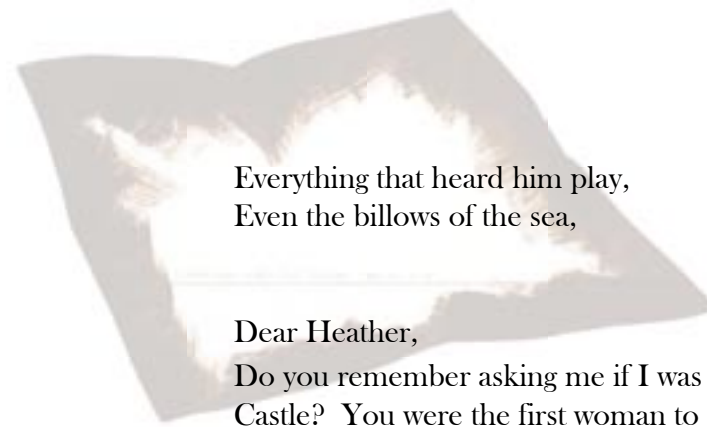 Everything that heard him play,
Even the billows of the sea,
Dear Heather,
Do you remember asking me if I was
Castle?  You were the first woman to